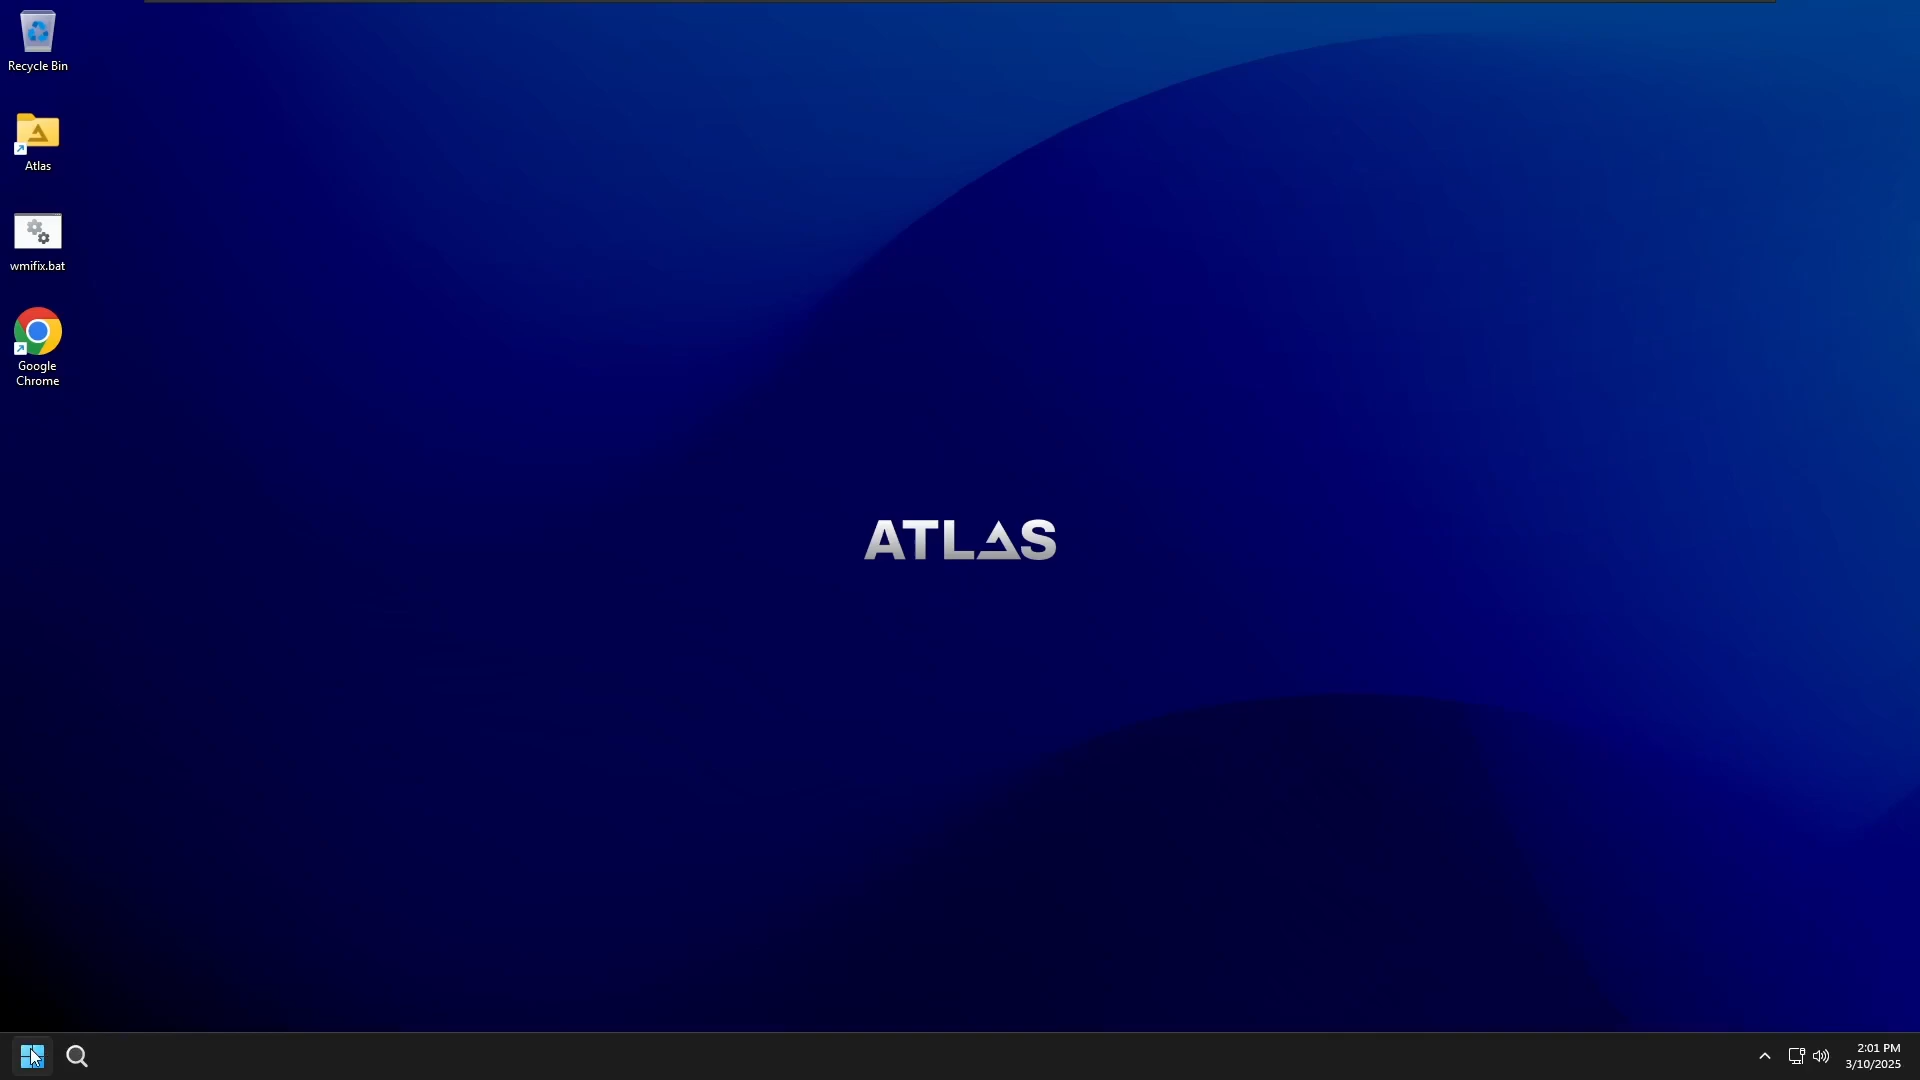 Recycle Bin
Atlas
wmifix.bat
Google
Chrome
ATLAS
2:01 PM
3/10/2025